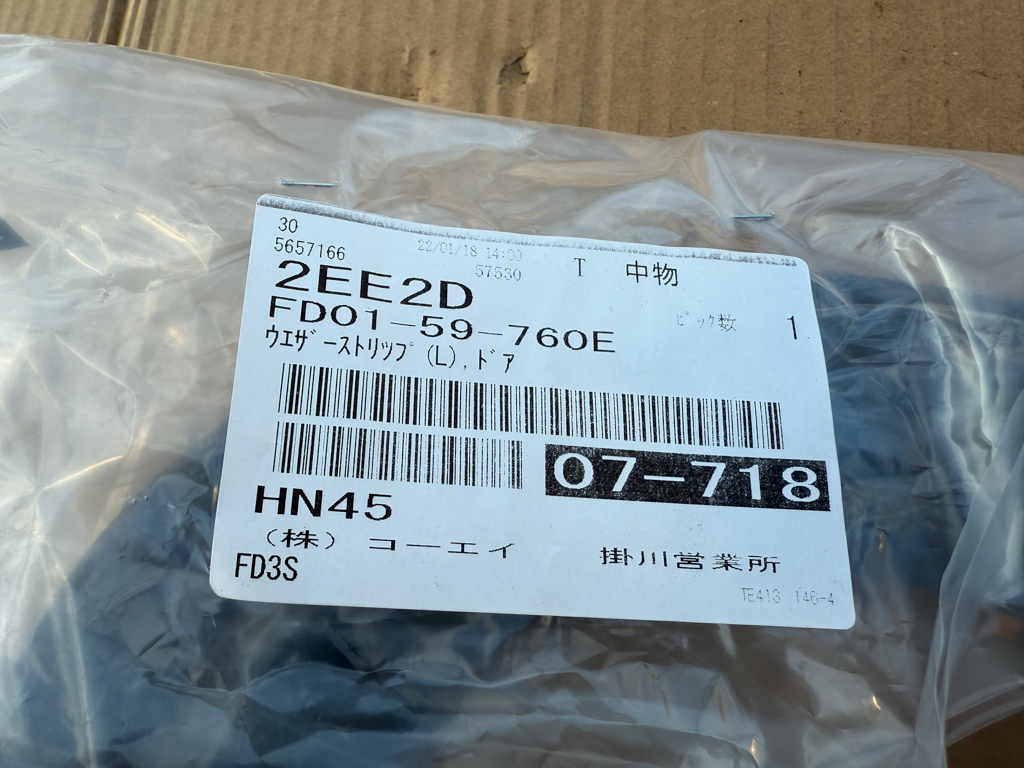 30
5657166 22/01/18 14:00
57530 T 中物
2EE2D
FD01-59-760E ピック数 1
ウエザーストリップ(L),ドア
07-718
HN45
(株) コーエイ 掛川営業所
FD3S
TE413 146-4